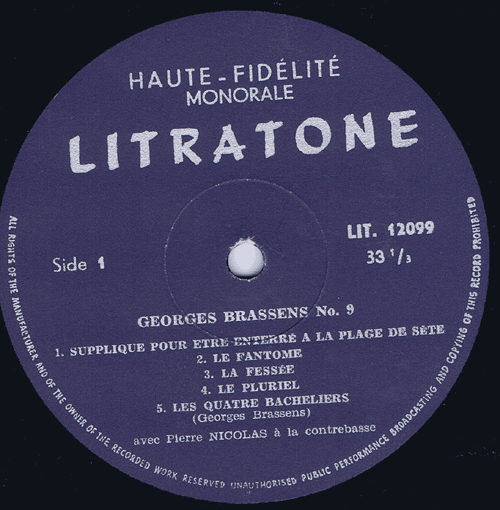 HAUTE-FIDÉLITÉ
MONORALE
LITRATONE
LIT. 12099
Side 1
33 1/3
GEORGES BRASSENS No. 9
1. SUPPLIQUE POUR ETRE ENTERRÉ A LA PLAGE DE SÈTE
2. LE FANTOME
3. LA FESSÉE
4. LE PLURIEL
5. LES QUATRE BACHELIERS
(Georges Brassens)
avec Pierre NICOLAS à la contrebasse
ALL RIGHTS OF THE MANUFACTURER AND OF THE OWNER OF THE RECORDED WORK RESERVED UNAUTHORISED PUBLIC PERFORMANCE BROADCASTING AND COPYING OF THIS RECORD PROHIBITED